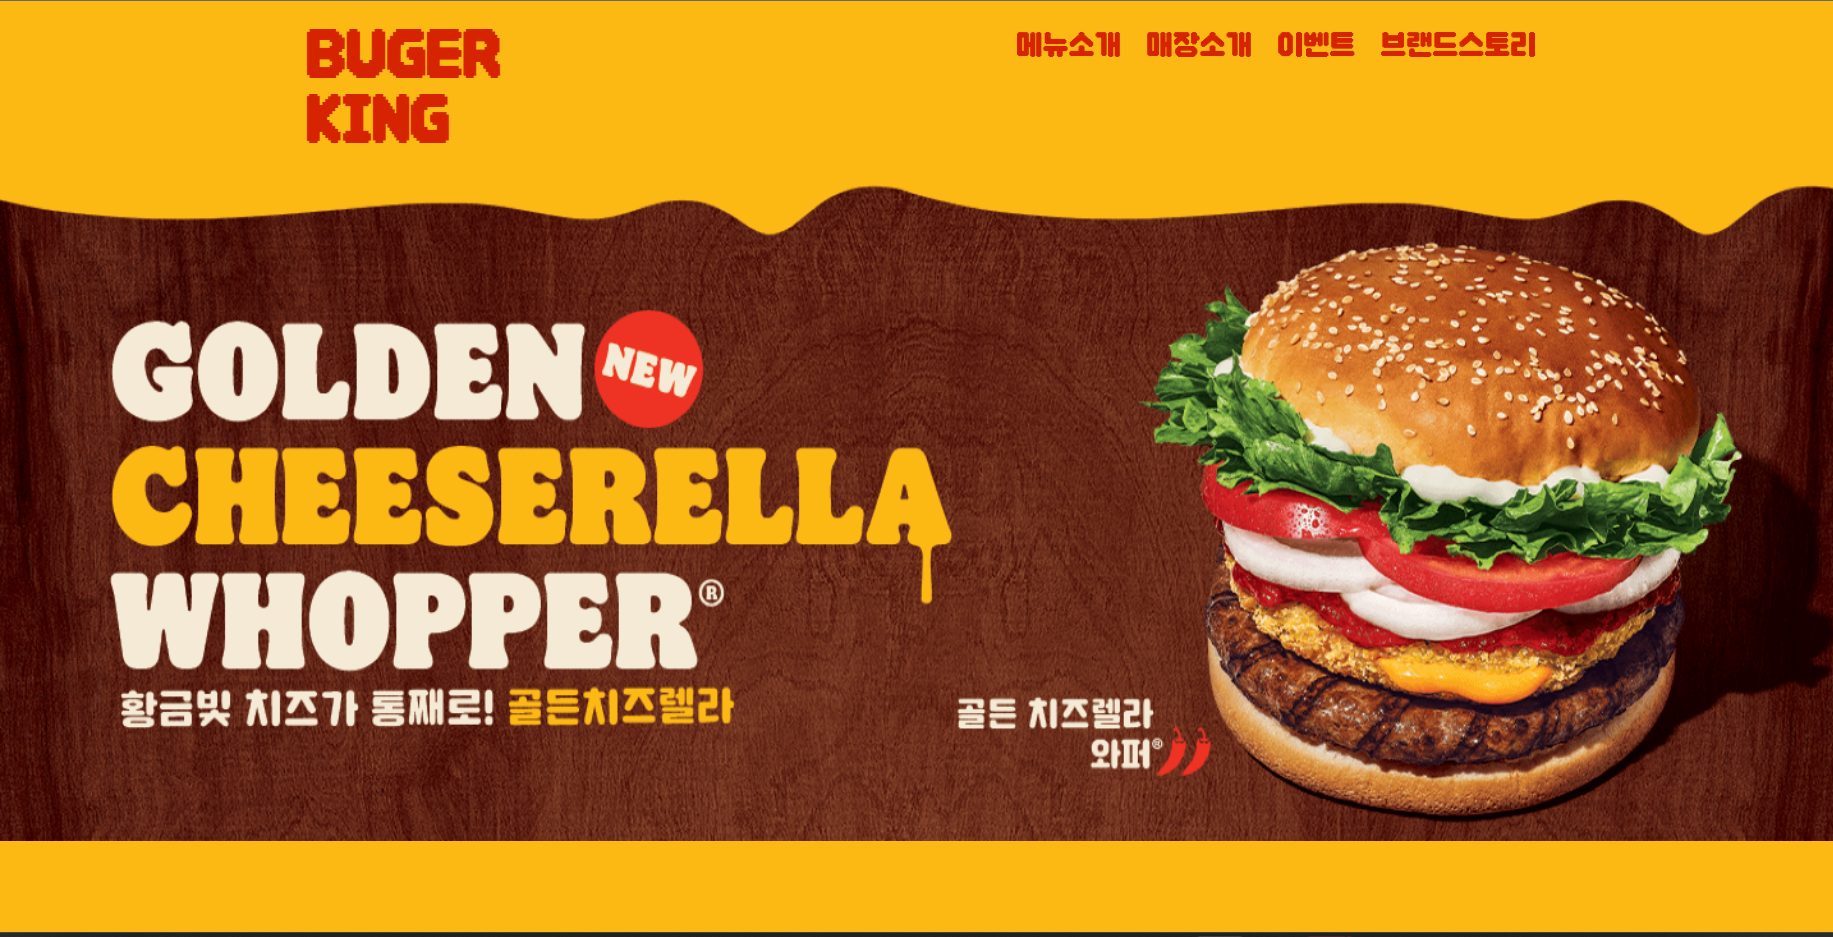 BUGER
KING
메뉴소개 매장소개 이벤트 브랜드스토리
GOLDEN NEW
CHEESERELLA
WHOPPER®
황금빛 치즈가 통째로! 골든치즈렐라
골든 치즈렐라
와퍼®